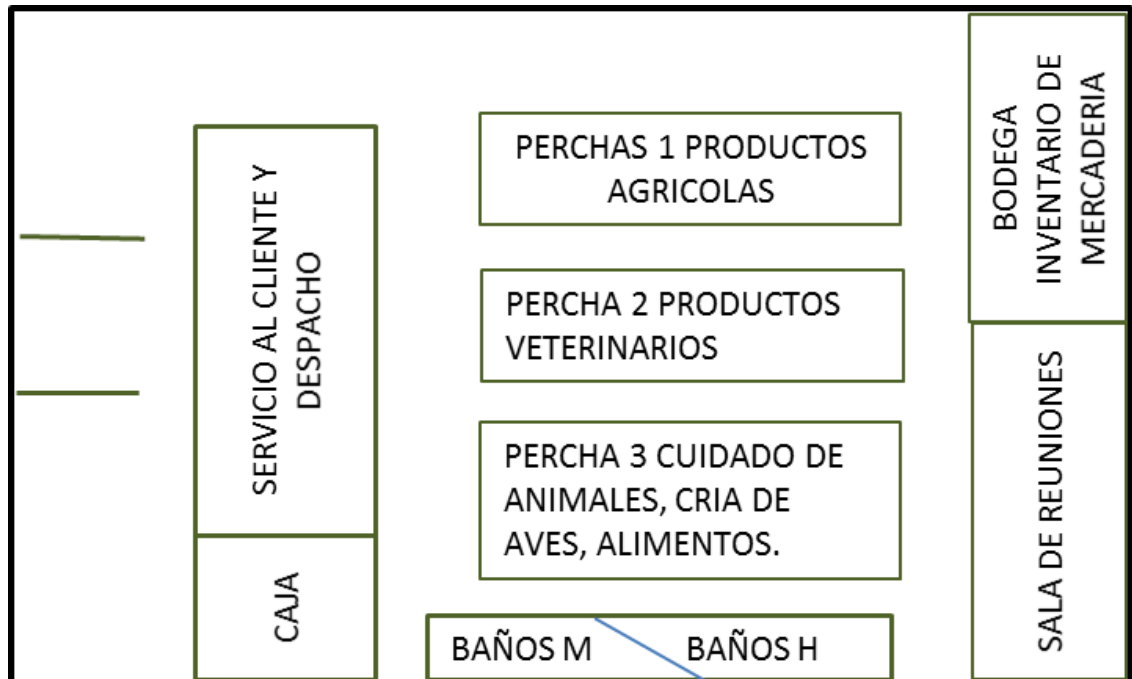 SERVICIO AL CLIENTE Y
DESPACHO
CAJA
PERCHAS 1 PRODUCTOS
AGRICOLAS
PERCHA 2 PRODUCTOS
VETERINARIOS
PERCHA 3 CUIDADO DE
ANIMALES, CRIA DE
AVES, ALIMENTOS.
BAÑOS M
BAÑOS H
BODEGA
INVENTARIO DE
MERCADERIA
SALA DE REUNIONES